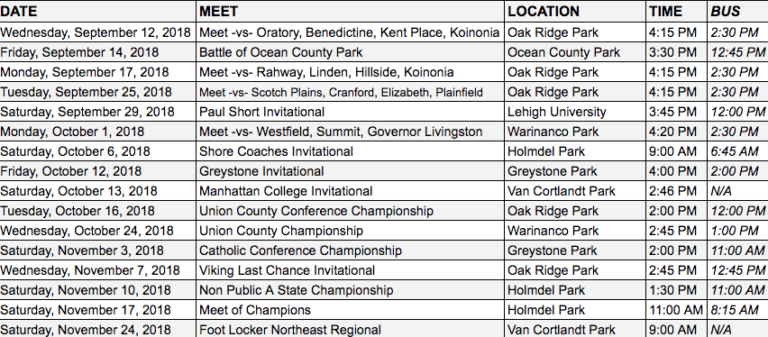 DATE MEET LOCATION TIME BUS
Wednesday, September 12, 2018 Meet -vs- Oratory, Benedictine, Kent Place, Koinonia Oak Ridge Park 4:15 PM 2:30 PM
Friday, September 14, 2018 Battle of Ocean County Park Ocean County Park 3:30 PM 12:45 PM
Monday, September 17, 2018 Meet -vs- Rahway, Linden, Hillside, Koinonia Oak Ridge Park 4:15 PM 2:30 PM
Tuesday, September 25, 2018 Meet -vs- Scotch Plains, Cranford, Elizabeth, Plainfield Oak Ridge Park 4:15 PM 2:30 PM
Saturday, September 29, 2018 Paul Short Invitational Lehigh University 3:45 PM 12:00 PM
Monday, October 1, 2018 Meet -vs- Westfield, Summit, Governor Livingston Warinanco Park 4:20 PM 2:30 PM
Saturday, October 6, 2018 Shore Coaches Invitational Holmdel Park 9:00 AM 6:45 AM
Friday, October 12, 2018 Greystone Invitational Greystone Park 4:00 PM 2:00 PM
Saturday, October 13, 2018 Manhattan College Invitational Van Cortlandt Park 2:46 PM N/A
Tuesday, October 16, 2018 Union County Conference Championship Oak Ridge Park 2:00 PM 12:00 PM
Wednesday, October 24, 2018 Union County Championship Warinanco Park 2:45 PM 1:00 PM
Saturday, November 3, 2018 Catholic Conference Championship Greystone Park 2:00 PM 11:00 AM
Wednesday, November 7, 2018 Viking Last Chance Invitational Oak Ridge Park 2:45 PM 12:45 PM
Saturday, November 10, 2018 Non Public A State Championship Holmdel Park 1:30 PM 11:00 AM
Saturday, November 17, 2018 Meet of Champions Holmdel Park 11:00 AM 8:15 AM
Saturday, November 24, 2018 Foot Locker Northeast Regional Van Cortlandt Park 9:00 AM N/A